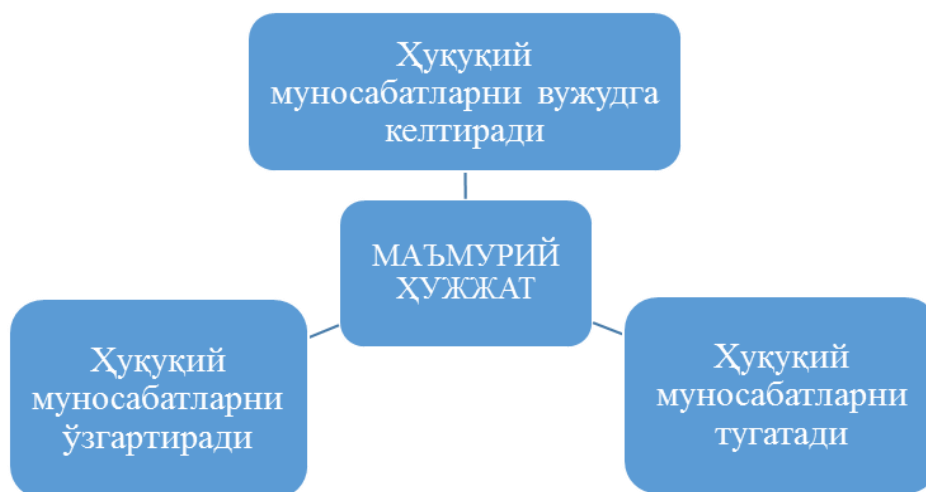 Ҳуқуқий
муносабатларни вужудга
келтиради
МАЪМУРИЙ
ҲУЖЖАТ
Ҳуқуқий
муносабатларни
ўзгартиради
Ҳуқуқий
муносабатларни
тугатади